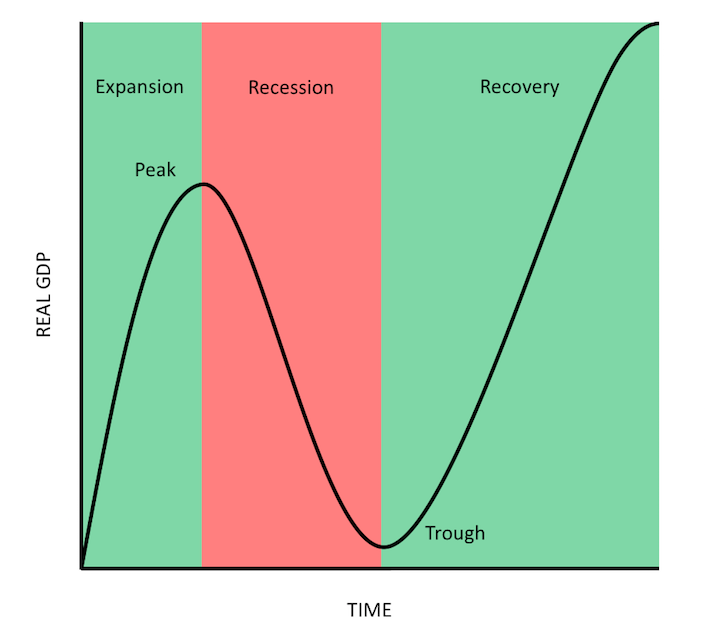 Expansion
Recession
Recovery
Peak
REAL GDP
Trough
TIME